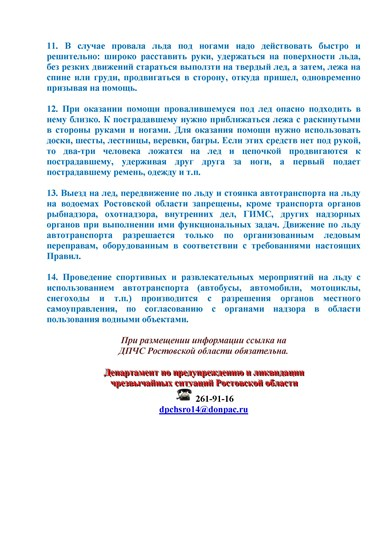 11. В случае провала льда под ногами надо действовать быстро и
решительно: широко расставить руки, удержаться на поверхности льда,
без резких движений стараться выползти на твердый лед, а затем, лежа на
спине или груди, продвигаться в сторону, откуда пришел, одновременно
призывая на помощь.
12. При оказании помощи провалившемуся под лед опасно подходить в
нему близко. К пострадавшему нужно приближаться лежа с раскинутыми
в стороны руками и ногами. Для оказания помощи нужно использовать
доски, шесты, лестницы, веревки, багры. Если этих средств нет под рукой,
то два-три человека ложатся на лед и цепочкой продвигаются к
пострадавшему, удерживая друг друга за ноги, а первый подает
пострадавшему ремень, одежду и т.п.
13. Выезд на лед, передвижение по льду и стоянка автотранспорта на льду
на водоемах Ростовской области запрещены, кроме транспорта органов
рыбнадзора, охотнадзора, внутренних дел, ГИМС, других надзорных
органов при выполнении ими функциональных задач. Движение по льду
автотранспорта разрешается только по организованным ледовым
переправам, оборудованным в соответствии с требованиями настоящих
Правил.
14. Проведение спортивных и развлекательных мероприятий на льду с
использованием автотранспорта (автобусы, автомобили, мотоциклы,
снегоходы и т.п.) производится с разрешения органов местного
самоуправления, по согласованию с органами надзора в области
пользования водными объектами.
При размещении информации ссылка на
ДПЧС Ростовской области обязательна.
Департамент по предупреждению и ликвидации
чрезвычайных ситуаций Ростовской области
261-91-16
dpchsro14@donpac.ru